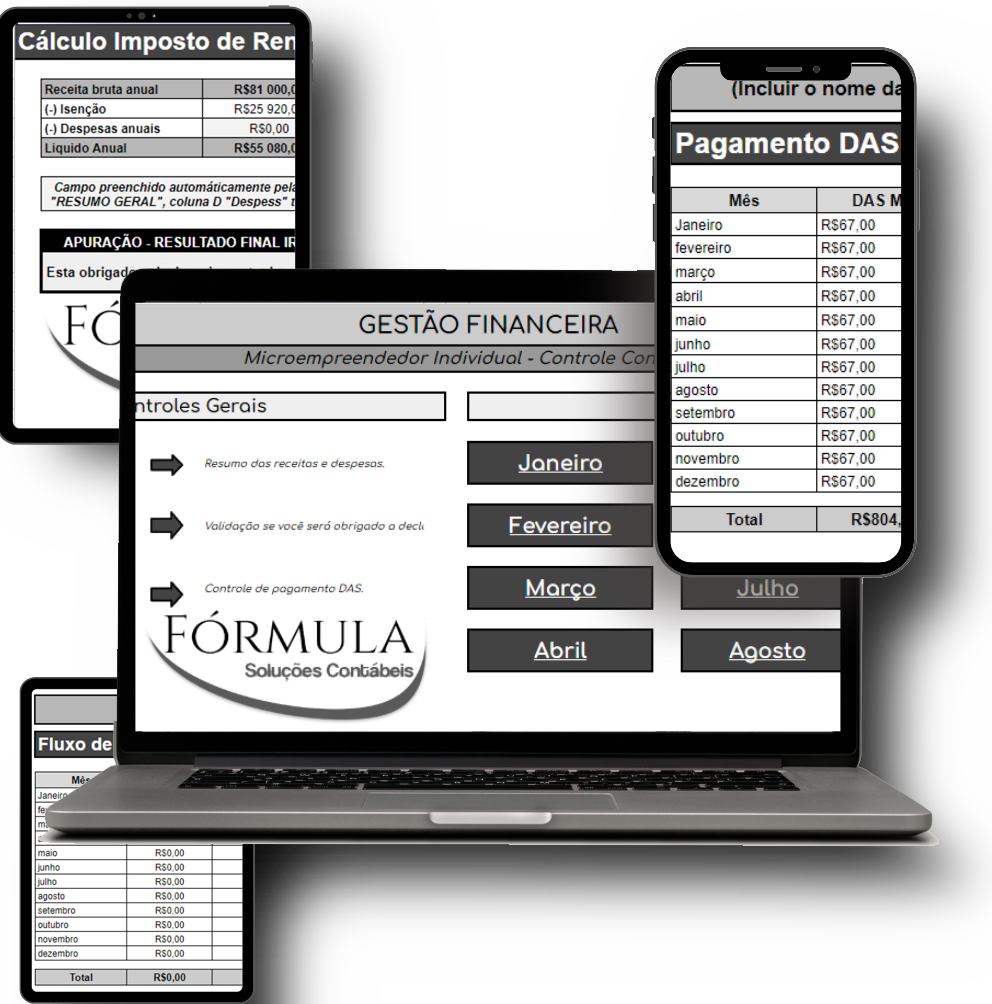 Cálculo Imposto de Ren
Receita bruta anual R$81 000,0
(-) Isenção R$25 920,0
(-) Despesas anuais R$0,00
Liquido Anual R$55 080,0
Campo preenchido automáticamente pela
"RESUMO GERAL", coluna D "Despess" t
APURAÇÃO - RESULTADO FINAL IR
Esta obrigado
FÓ
(Incluir o nome da
Pagamento DAS
Mês DAS M
Janeiro R$67,00
fevereiro R$67,00
março R$67,00
abril R$67,00
maio R$67,00
junho R$67,00
julho R$67,00
agosto R$67,00
setembro R$67,00
outubro R$67,00
novembro R$67,00
dezembro R$67,00
Total R$804,
GESTÃO FINANCEIRA
Microempreendedor Individual - Controle Con
ntroles Gerais
Resumo das receitas e despesas. Janeiro
Validação se você será obrigado a decl Fevereiro
Controle de pagamento DAS. Março Julho
FÓRMULA
Soluções Contábeis
Abril Agosto
Fluxo de
Mês
Janeiro
fe
m
maio R$0,00
junho R$0,00
julho R$0,00
agosto R$0,00
setembro R$0,00
outubro R$0,00
novembro R$0,00
dezembro R$0,00
Total R$0,00